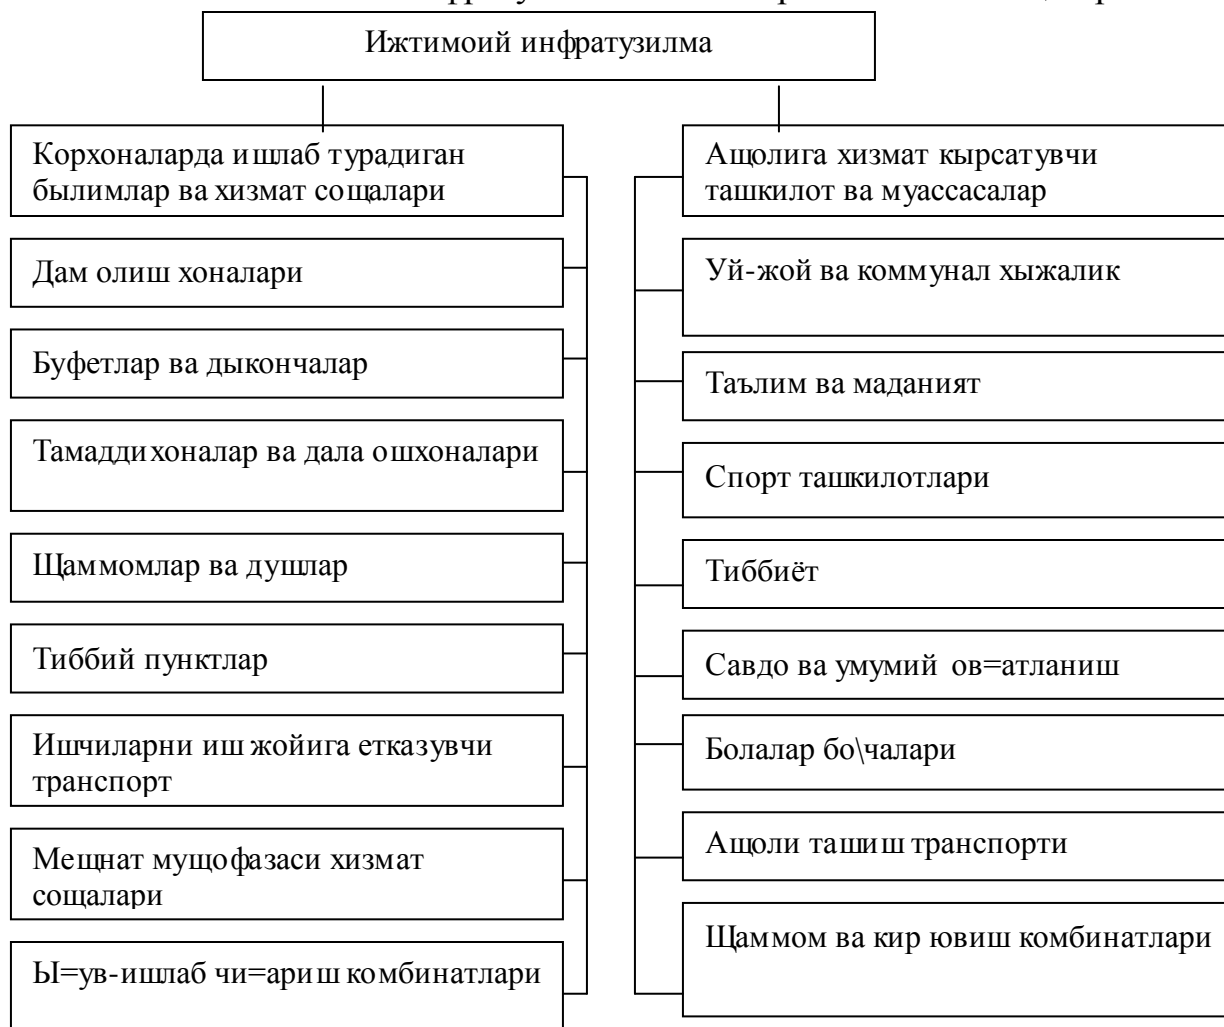 Ижтимоий инфратузилма
Корхоналарда ишлаб турадиган
былимлар ва хизмат сощалари
Дам олиш хоналари
Буфетлар ва дыкончалар
Тамаддихоналар ва дала ошхоналари
Щаммомлар ва душлар
Тиббий пунктлар
Ишчиларни иш жойига етказувчи
транспорт
Мещнат мущофазаси хизмат
сощалари
Ы=ув-ишлаб чи=ариш комбинатлари
Ащолига хизмат кырсатувчи
ташкилот ва муассасалар
Уй-жой ва коммунал хыжалик
Таълим ва маданият
Спорт ташкилотлари
Тиббиёт
Савдо ва умумий ов=атланиш
Болалар бо\чалари
Ащоли ташиш транспорти
Щаммом ва кир ювиш комбинатлари